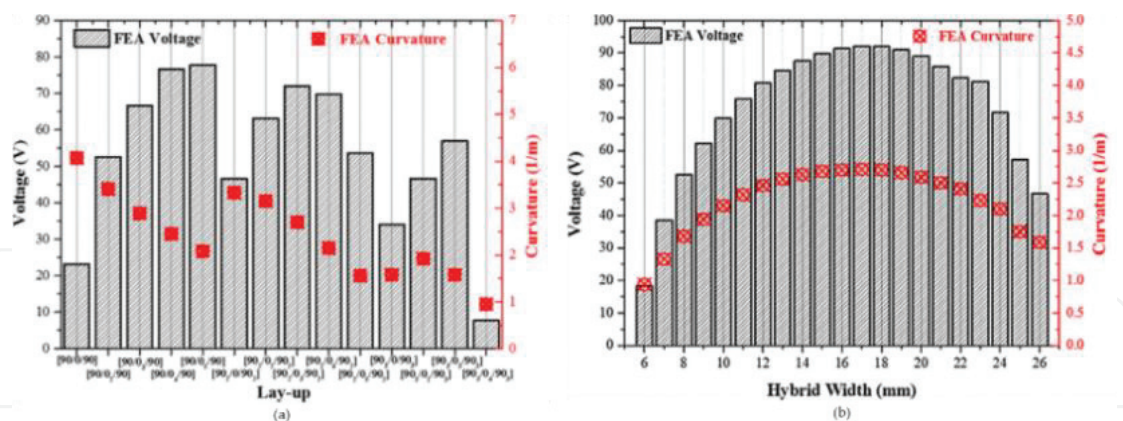 90 FEA Voltage FEA Curvature 7
80
70 6
60 5
50 4
40 3
30 2
20 1
10 0
0
Voltage (V)
Curvature (1/m)
[90/0/90]
Lay-up
(a)
100 FEA Voltage FEA Curvature 5.0
90 4.5
80 4.0
70 3.5
60 3.0
50 2.5
40 2.0
30 1.5
20 1.0
10 0.5
0 0.0
Voltage (V)
Curvature (1/m)
6 8 10 12 14 16 18 20 22 24 26
Hybrid Width (mm)
(b)